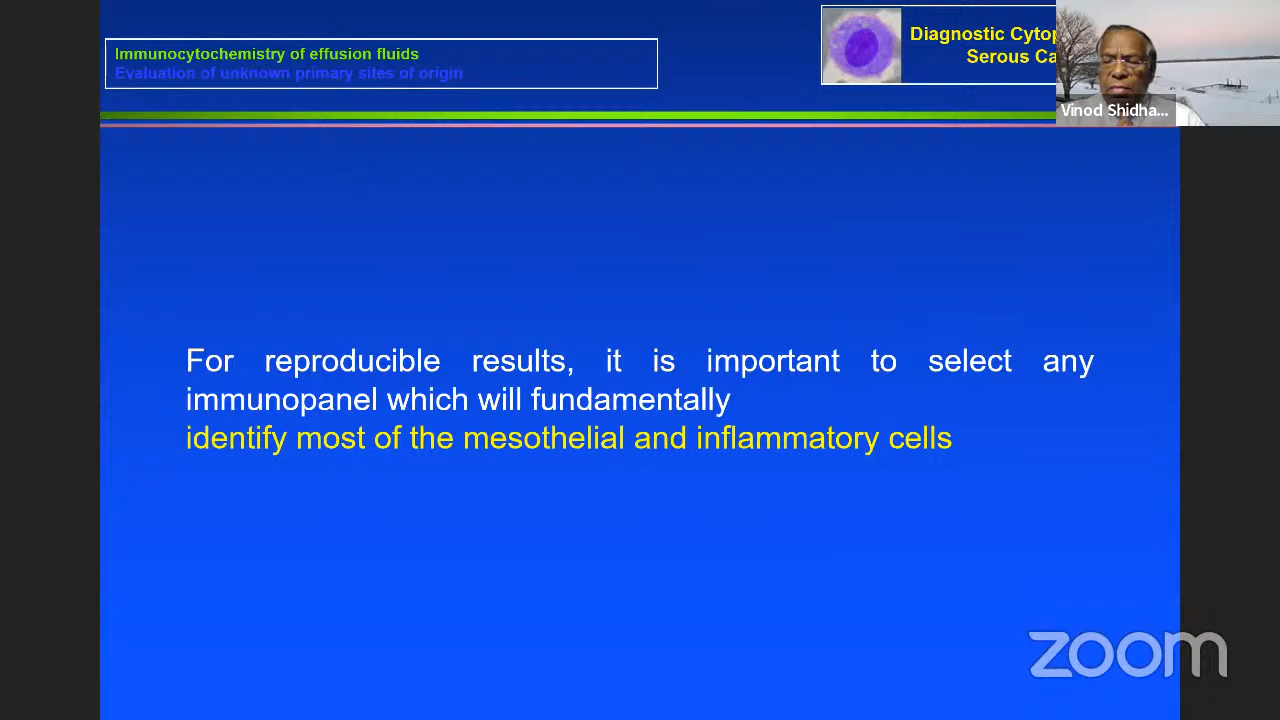 Immunocytochemistry of effusion fluids
Evaluation of unknown primary sites of origin
Diagnostic Cytop
Serous Ca
Vinod Shidha...
For reproducible results, it is important to select any
immunopanel which will fundamentally
identify most of the mesothelial and inflammatory cells
zoom